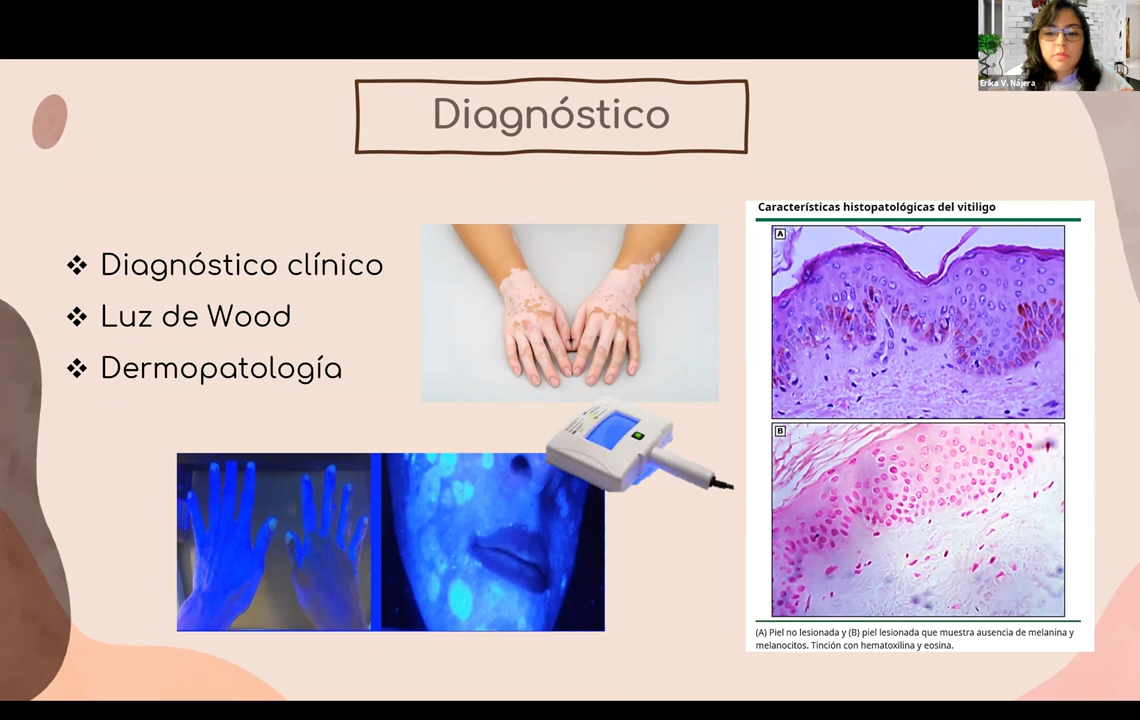 Erika V. Nájera
Diagnóstico
❖ Diagnóstico clínico
❖ Luz de Wood
❖ Dermopatología
Características histopatológicas del vitiligo
A
B
(A) Piel no lesionada y (B) piel lesionada que muestra ausencia de melanina y
melanocitos. Tinción con hematoxilina y eosina.